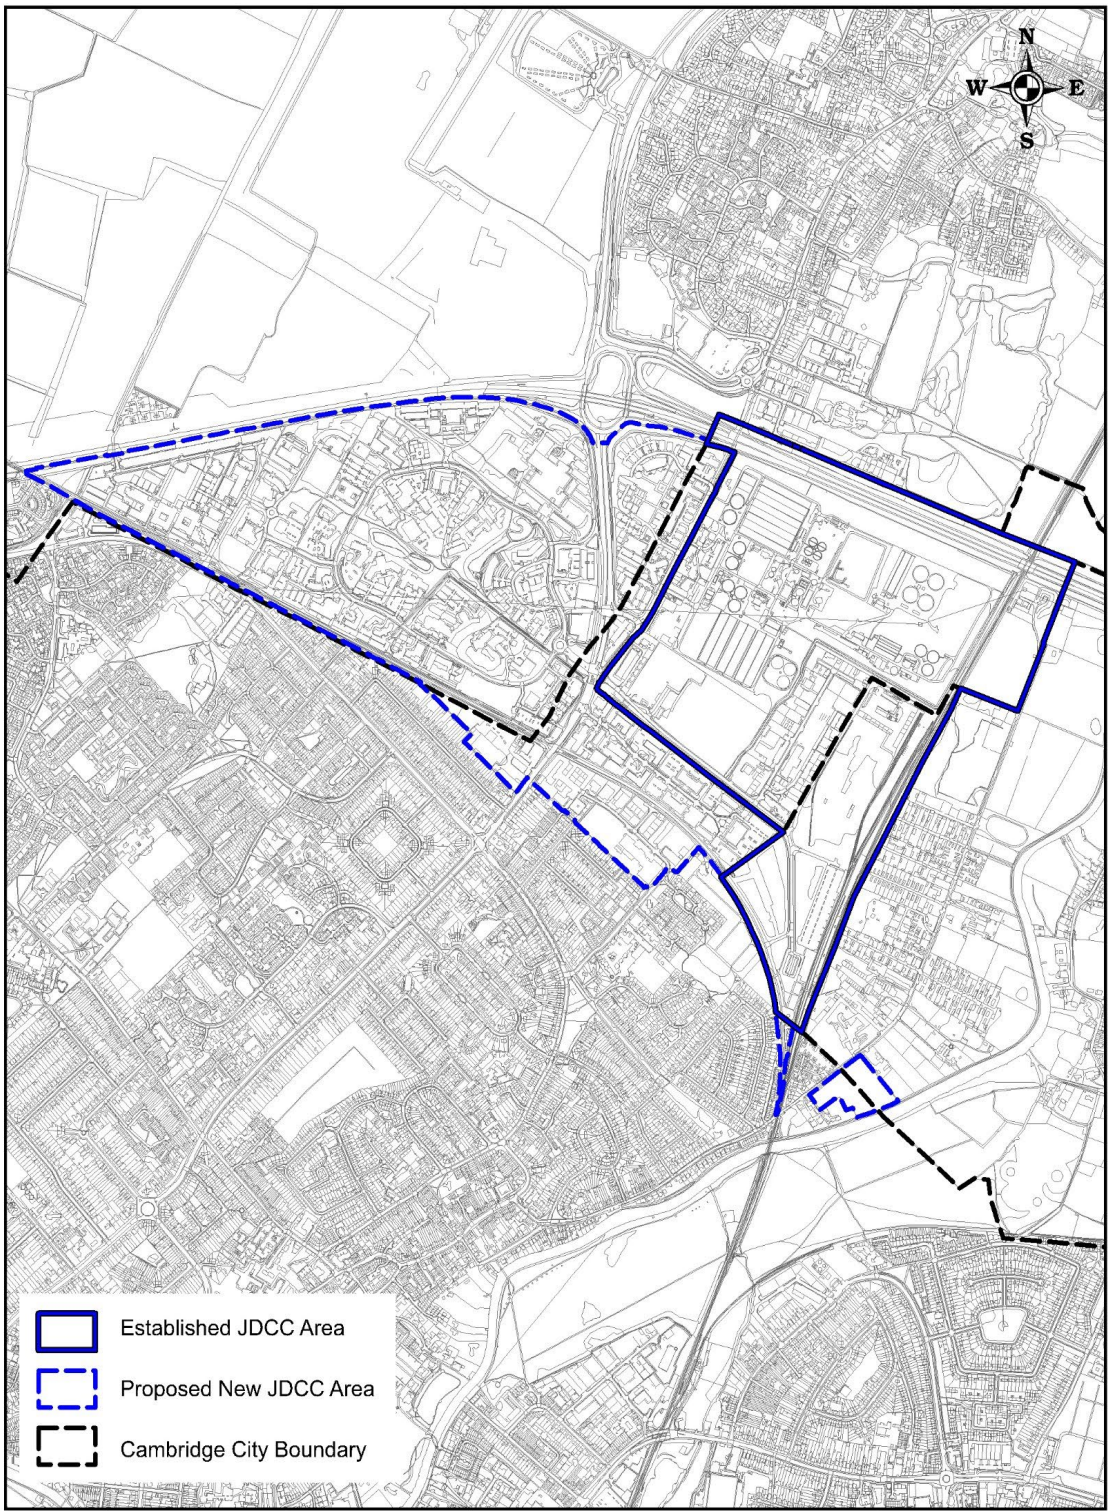 N
W E
S
Established JDCC Area
Proposed New JDCC Area
Cambridge City Boundary